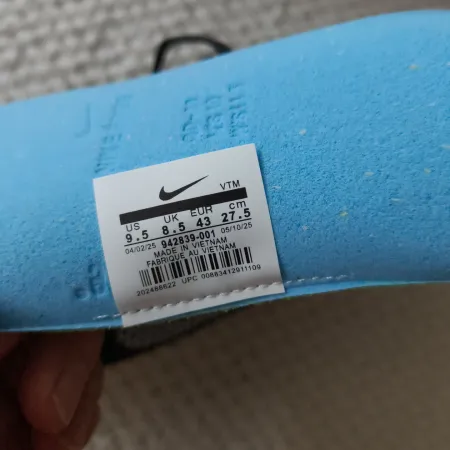 VTM
US UK EUR cm
9.5 8.5 43 27.5
04/02/25 942839-001 05/10/25
MADE IN VIETNAM
FABRIQUE AU VIETNAM
202488622 UPC 00883412911109